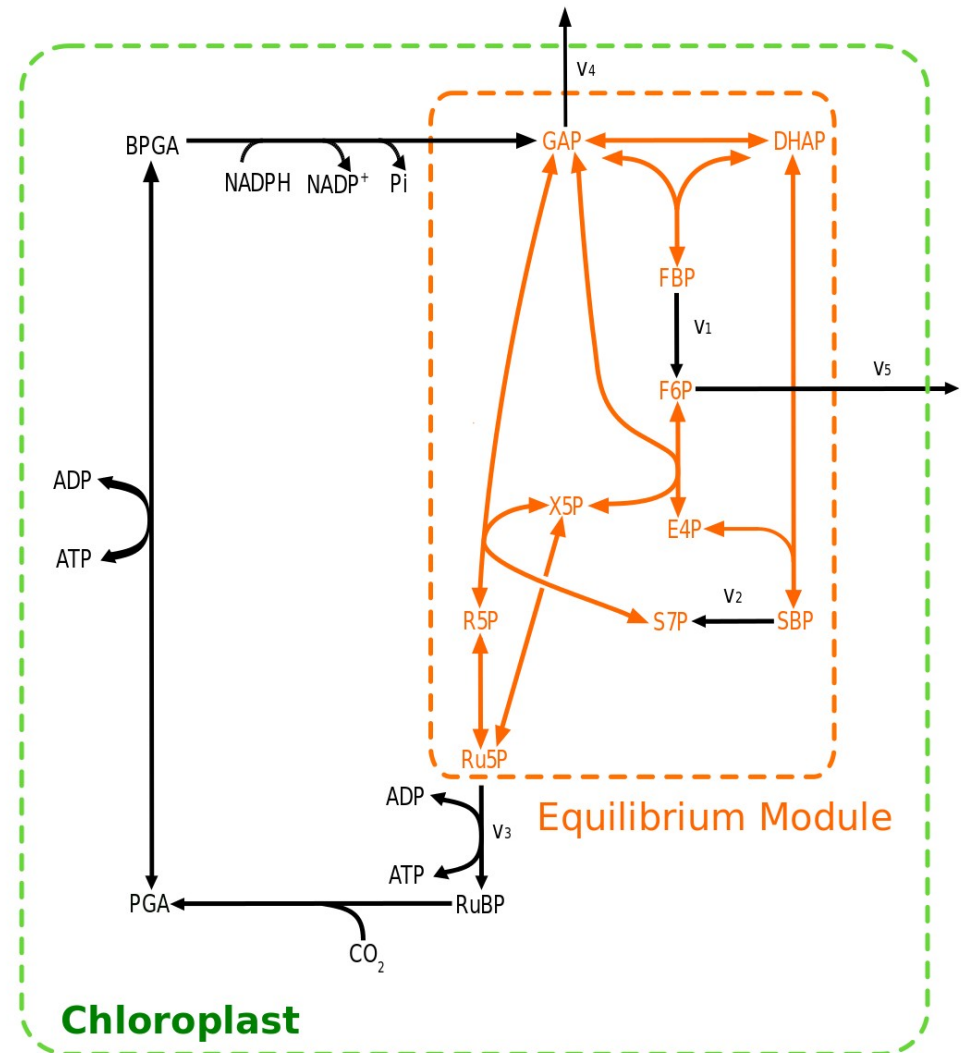 v4
BPGA
GAP
DHAP
NADPH
NADP+
Pi
FBP
v1
F6P
v5
ADP
X5P
E4P
ATP
v2
R5P
S7P
SBP
Ru5P
ADP
Equilibrium Module
v3
ATP
PGA
RuBP
CO2
Chloroplast